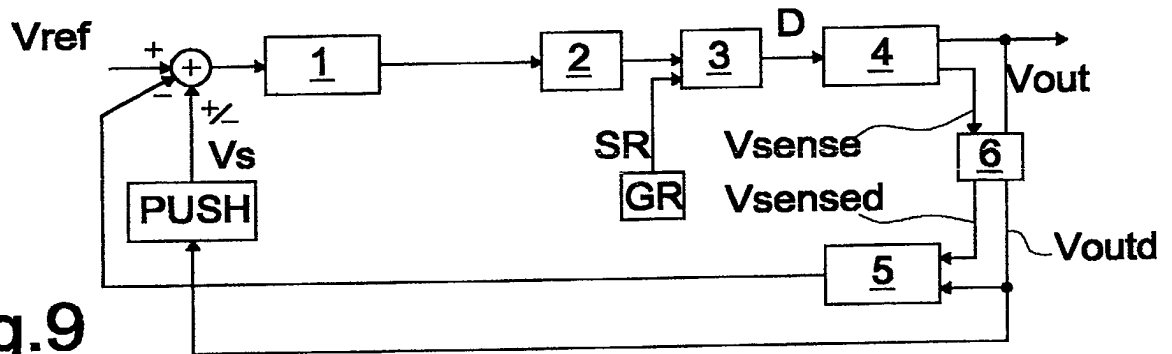 Vref
+
+
−
+/−
Vs
PUSH
1
2
3
D
4
Vout
SR
GR
Vsense
6
Vsensed
5
Voutd
g.9